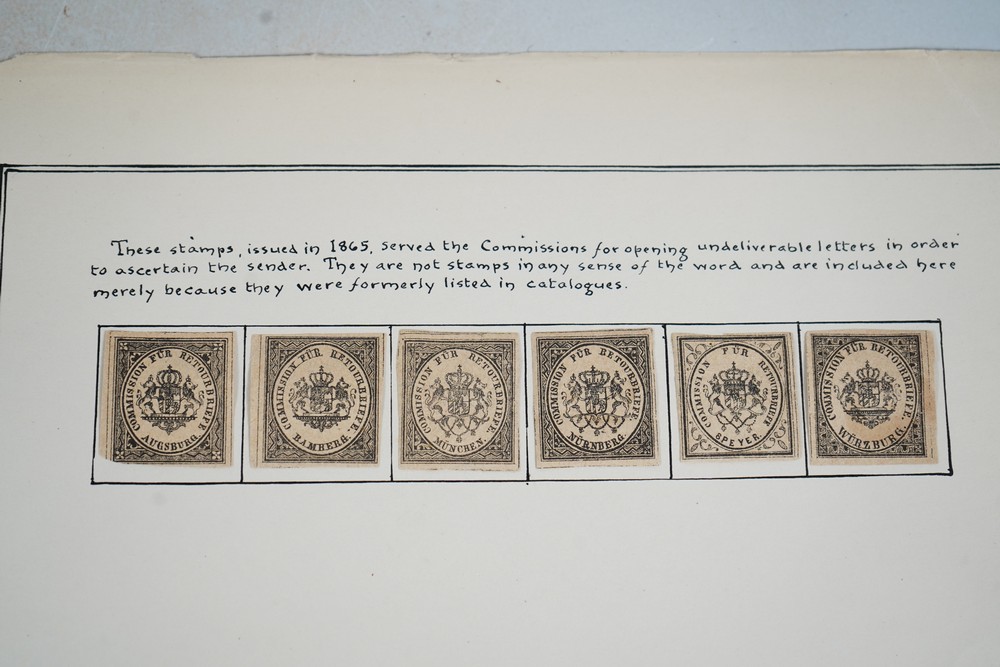 These stamps, issued in 1865, served the Commissions for opening undeliverable letters in order
to ascertain the sender. They are not stamps in any sense of the word and are included here
merely because they were formerly listed in catalogues.
COMMISSION FÜR RETOURBRIEFE
AUGSBURG.
COMMISSION FÜR RETOURBRIEFE
BAMBERG.
COMMISSION FÜR RETOURBRIEFE
MÜNCHEN.
COMMISSION FÜR RETOURBRIEFE
NÜRNBERG.
COMMISSION FÜR RETOURBRIEFE
SPEYER.
COMMISSION FÜR RETOURBRIEFE
WÜRZBURG.